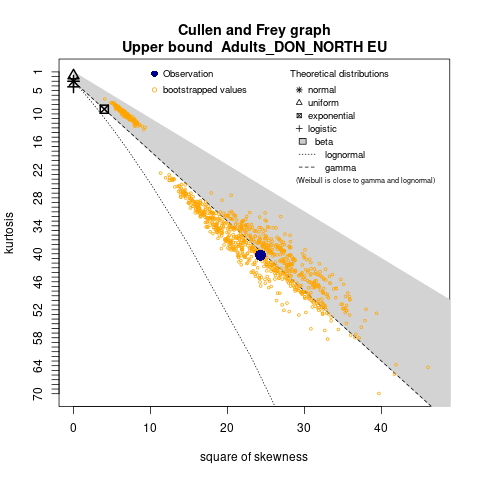 Cullen and Frey graph
Upper bound  Adults_DON_NORTH EU
Observation
bootstrapped values
Theoretical distributions
normal
uniform
exponential
logistic
beta
lognormal
gamma
(Weibull is close to gamma and lognormal)
kurtosis
1
5
10
16
22
28
34
40
46
52
58
64
70
0
10
20
30
40
square of skewness